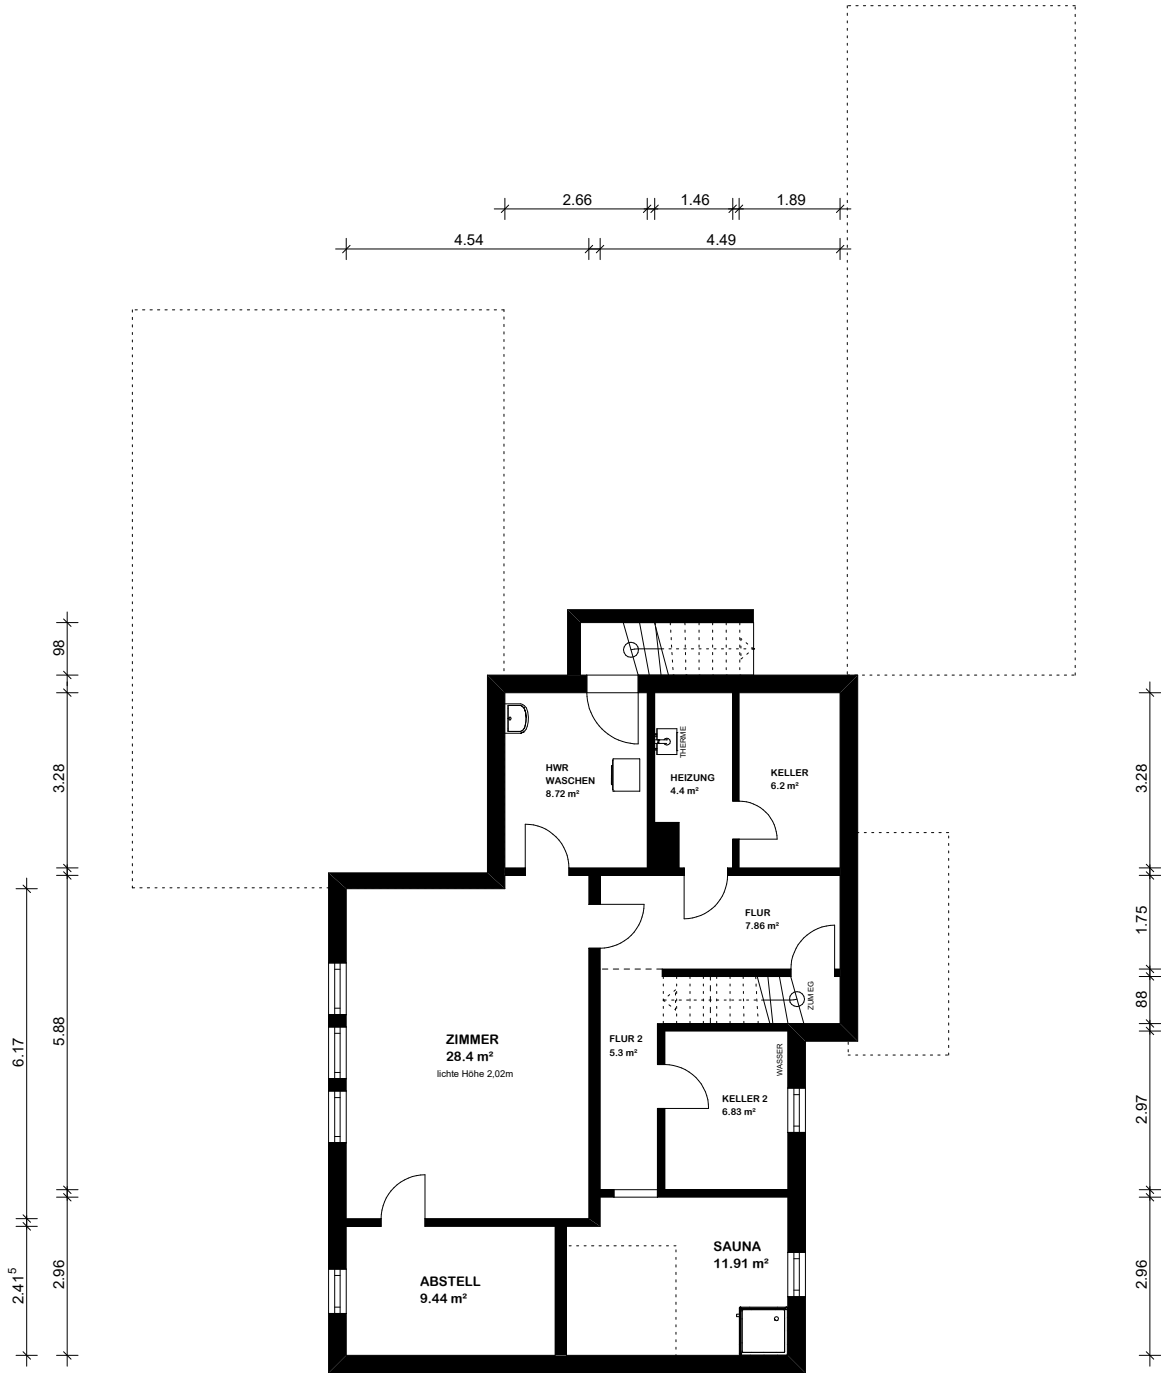 2.66
1.46
1.89
4.54
4.49
98
3.28
5.88
6.17
2.96
2.41⁵
3.28
1.75
88
2.97
2.96
HWR
WASCHEN
8.72 m²
THERME
HEIZUNG
4.4 m²
KELLER
6.2 m²
FLUR
7.86 m²
ZUM EG
ZIMMER
28.4 m²
lichte Höhe 2,02m
FLUR 2
5.3 m²
WASSER
KELLER 2
6.83 m²
SAUNA
11.91 m²
ABSTELL
9.44 m²